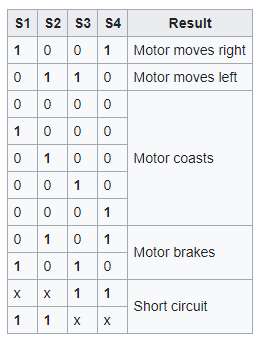 S1 S2 S3 S4 Result
1 0 0 1 Motor moves right
0 1 1 0 Motor moves left
0 0 0 0
1 0 0 0
0 1 0 0 Motor coasts
0 0 1 0
0 0 0 1
0 1 0 1 Motor brakes
1 0 1 0
x x 1 1 Short circuit
1 1 x x